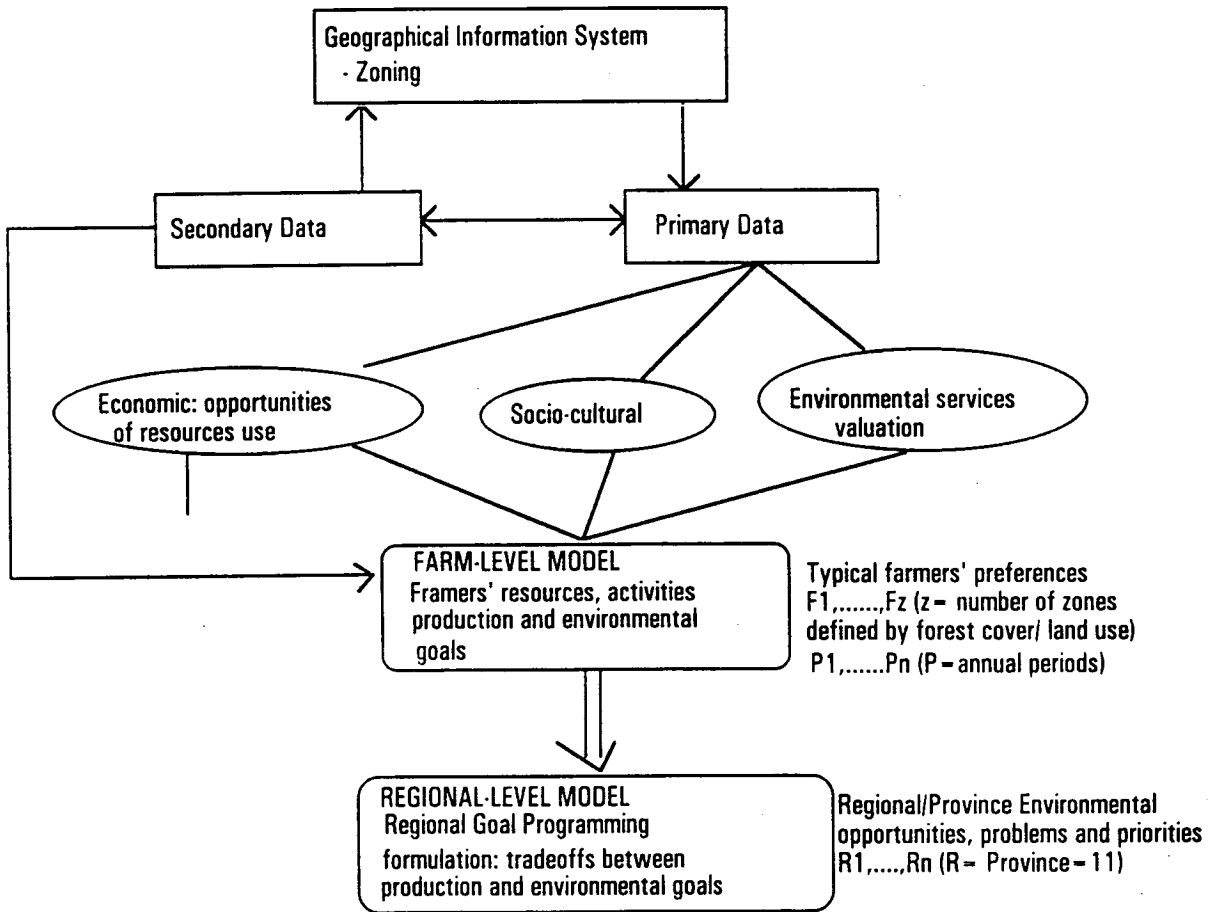 Geographical Information System
- Zoning
Secondary Data
Primary Data
Economic: opportunities
of resources use
Socio-cultural
Environmental services
valuation
FARM-LEVEL MODEL
Framers' resources, activities
production and environmental
goals
Typical farmers' preferences
F1,......,Fz (z= number of zones
defined by forest cover/ land use)
P1,......Pn (P=annual periods)
REGIONAL-LEVEL MODEL
Regional Goal Programming
formulation: tradeoffs between
production and environmental goals
Regional/Province Environmental
opportunities, problems and priorities
R1,....,Rn (R= Province=11)